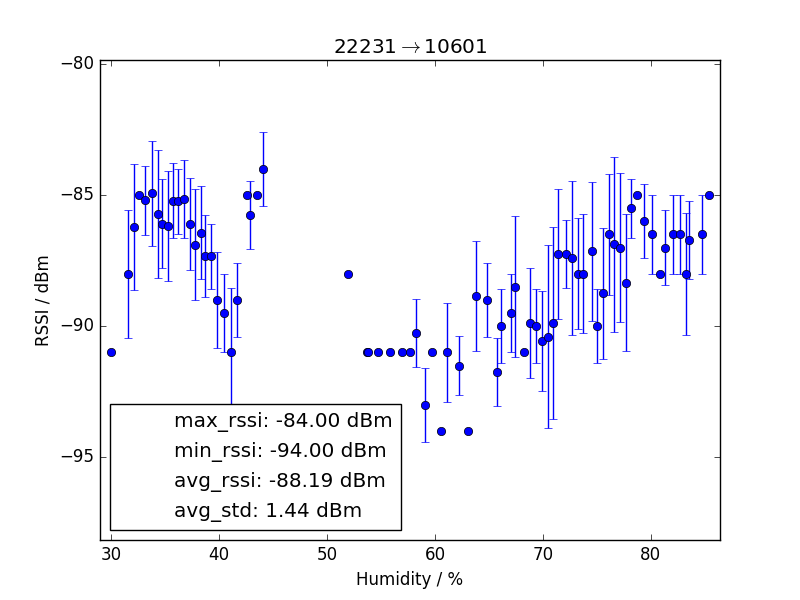 22231→10601
−80
−85
−90
−95
RSSI / dBm
max_rssi: -84.00 dBm
min_rssi: -94.00 dBm
avg_rssi: -88.19 dBm
avg_std: 1.44 dBm
30 40 50 60 70 80
Humidity / %